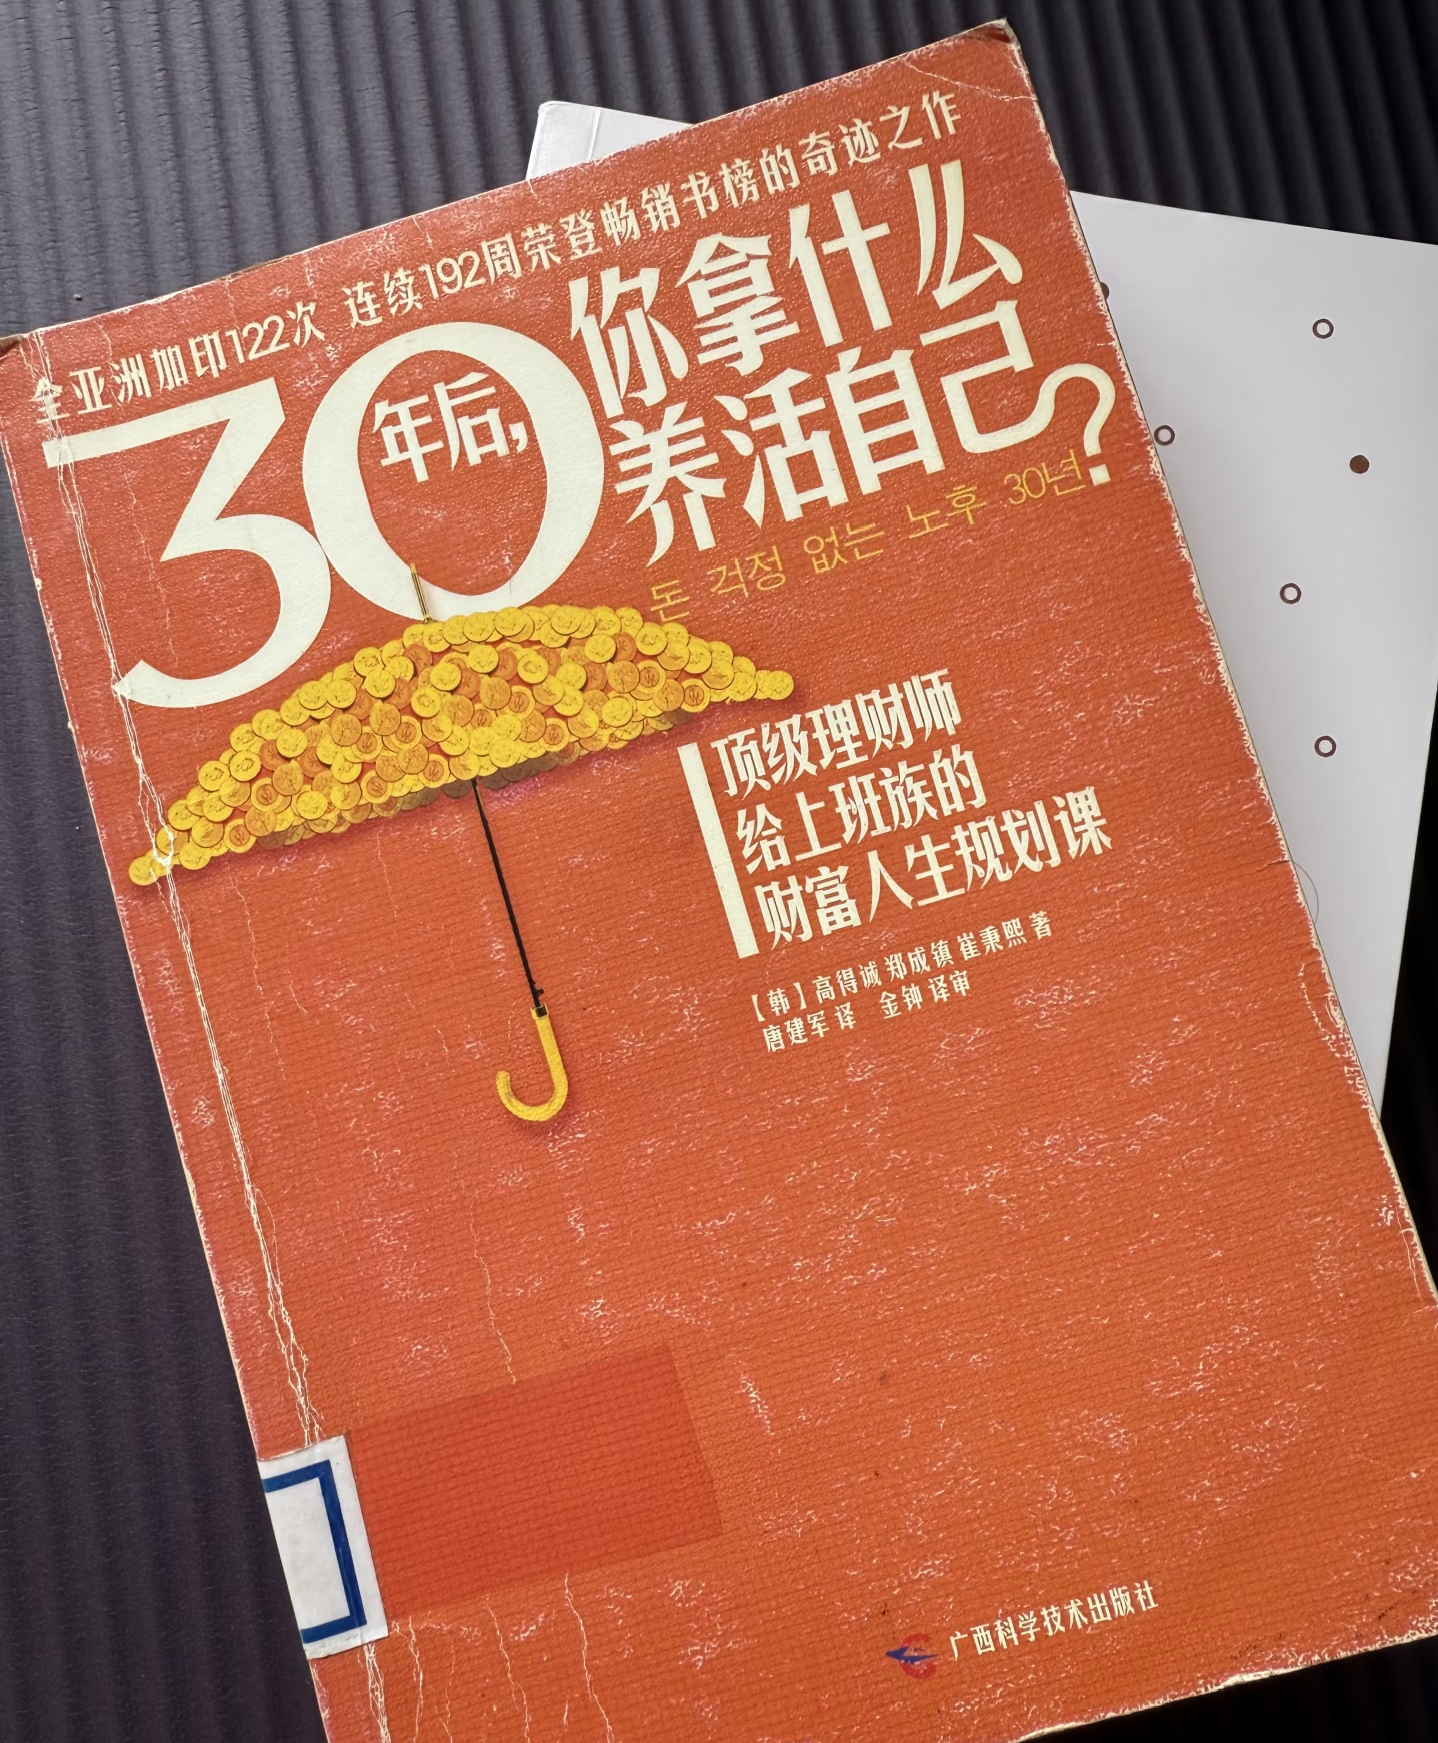 全亚洲加印122次 连续192周荣登畅销书榜的奇迹之作
30年后,你拿什么
养活自己?
돈 걱정 없는 노후 30년
顶级理财师
给上班族的
财富人生规划课
【韩】高得诚 郑成镇 崔秉熙 著
唐建军 译 金钟 译审
广西科学技术出版社